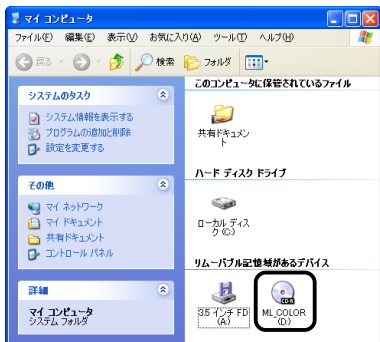 マイ コンピュータ
ファイル(F) 編集(E) 表示(V) お気に入り(A) ツール(T) ヘルプ(H)
戻る 検索 フォルダ
システムのタスク
システム情報を表示する
プログラムの追加と削除
設定を変更する
その他
マイ ネットワーク
マイ ドキュメント
共有ドキュメント
コントロール パネル
詳細
マイ コンピュータ
システム フォルダ
このコンピュータに保管されているファイル
共有ドキュメン
ト
ハード ディスク ドライブ
ローカル ディス
ク (C:)
リムーバブル記憶域があるデバイス
3.5 インチ FD
(A:)
CD-R
ML_COLOR
(D:)